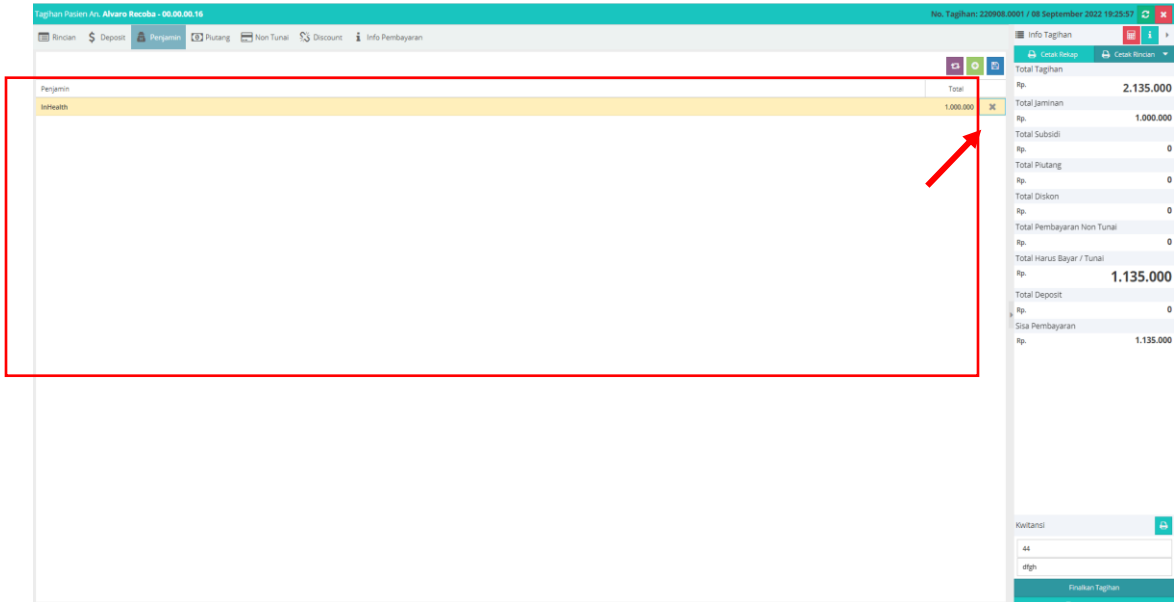 Tagihan Pasien An. Alvaro Recoba - 00.00.00.16
No. Tagihan: 220908.0001 / 08 September 2022 19:25:57
Rincian $ Deposit Penjamin Piutang Non Tunai Discount Info Pembayaran
Penjamin Total
InHealth 1.000.000
Info Tagihan
Cetak Rekap Cetak Rincian
Total Tagihan
Rp. 2.135.000
Total Jaminan
Rp. 1.000.000
Total Subsidi
Rp. 0
Total Piutang
Rp. 0
Total Diskon
Rp. 0
Total Pembayaran Non Tunai
Rp. 0
Total Harus Bayar / Tunai
Rp. 1.135.000
Total Deposit
Rp. 0
Sisa Pembayaran
Rp. 1.135.000
Kwitansi
44
dfgh
Finalkan Tagihan